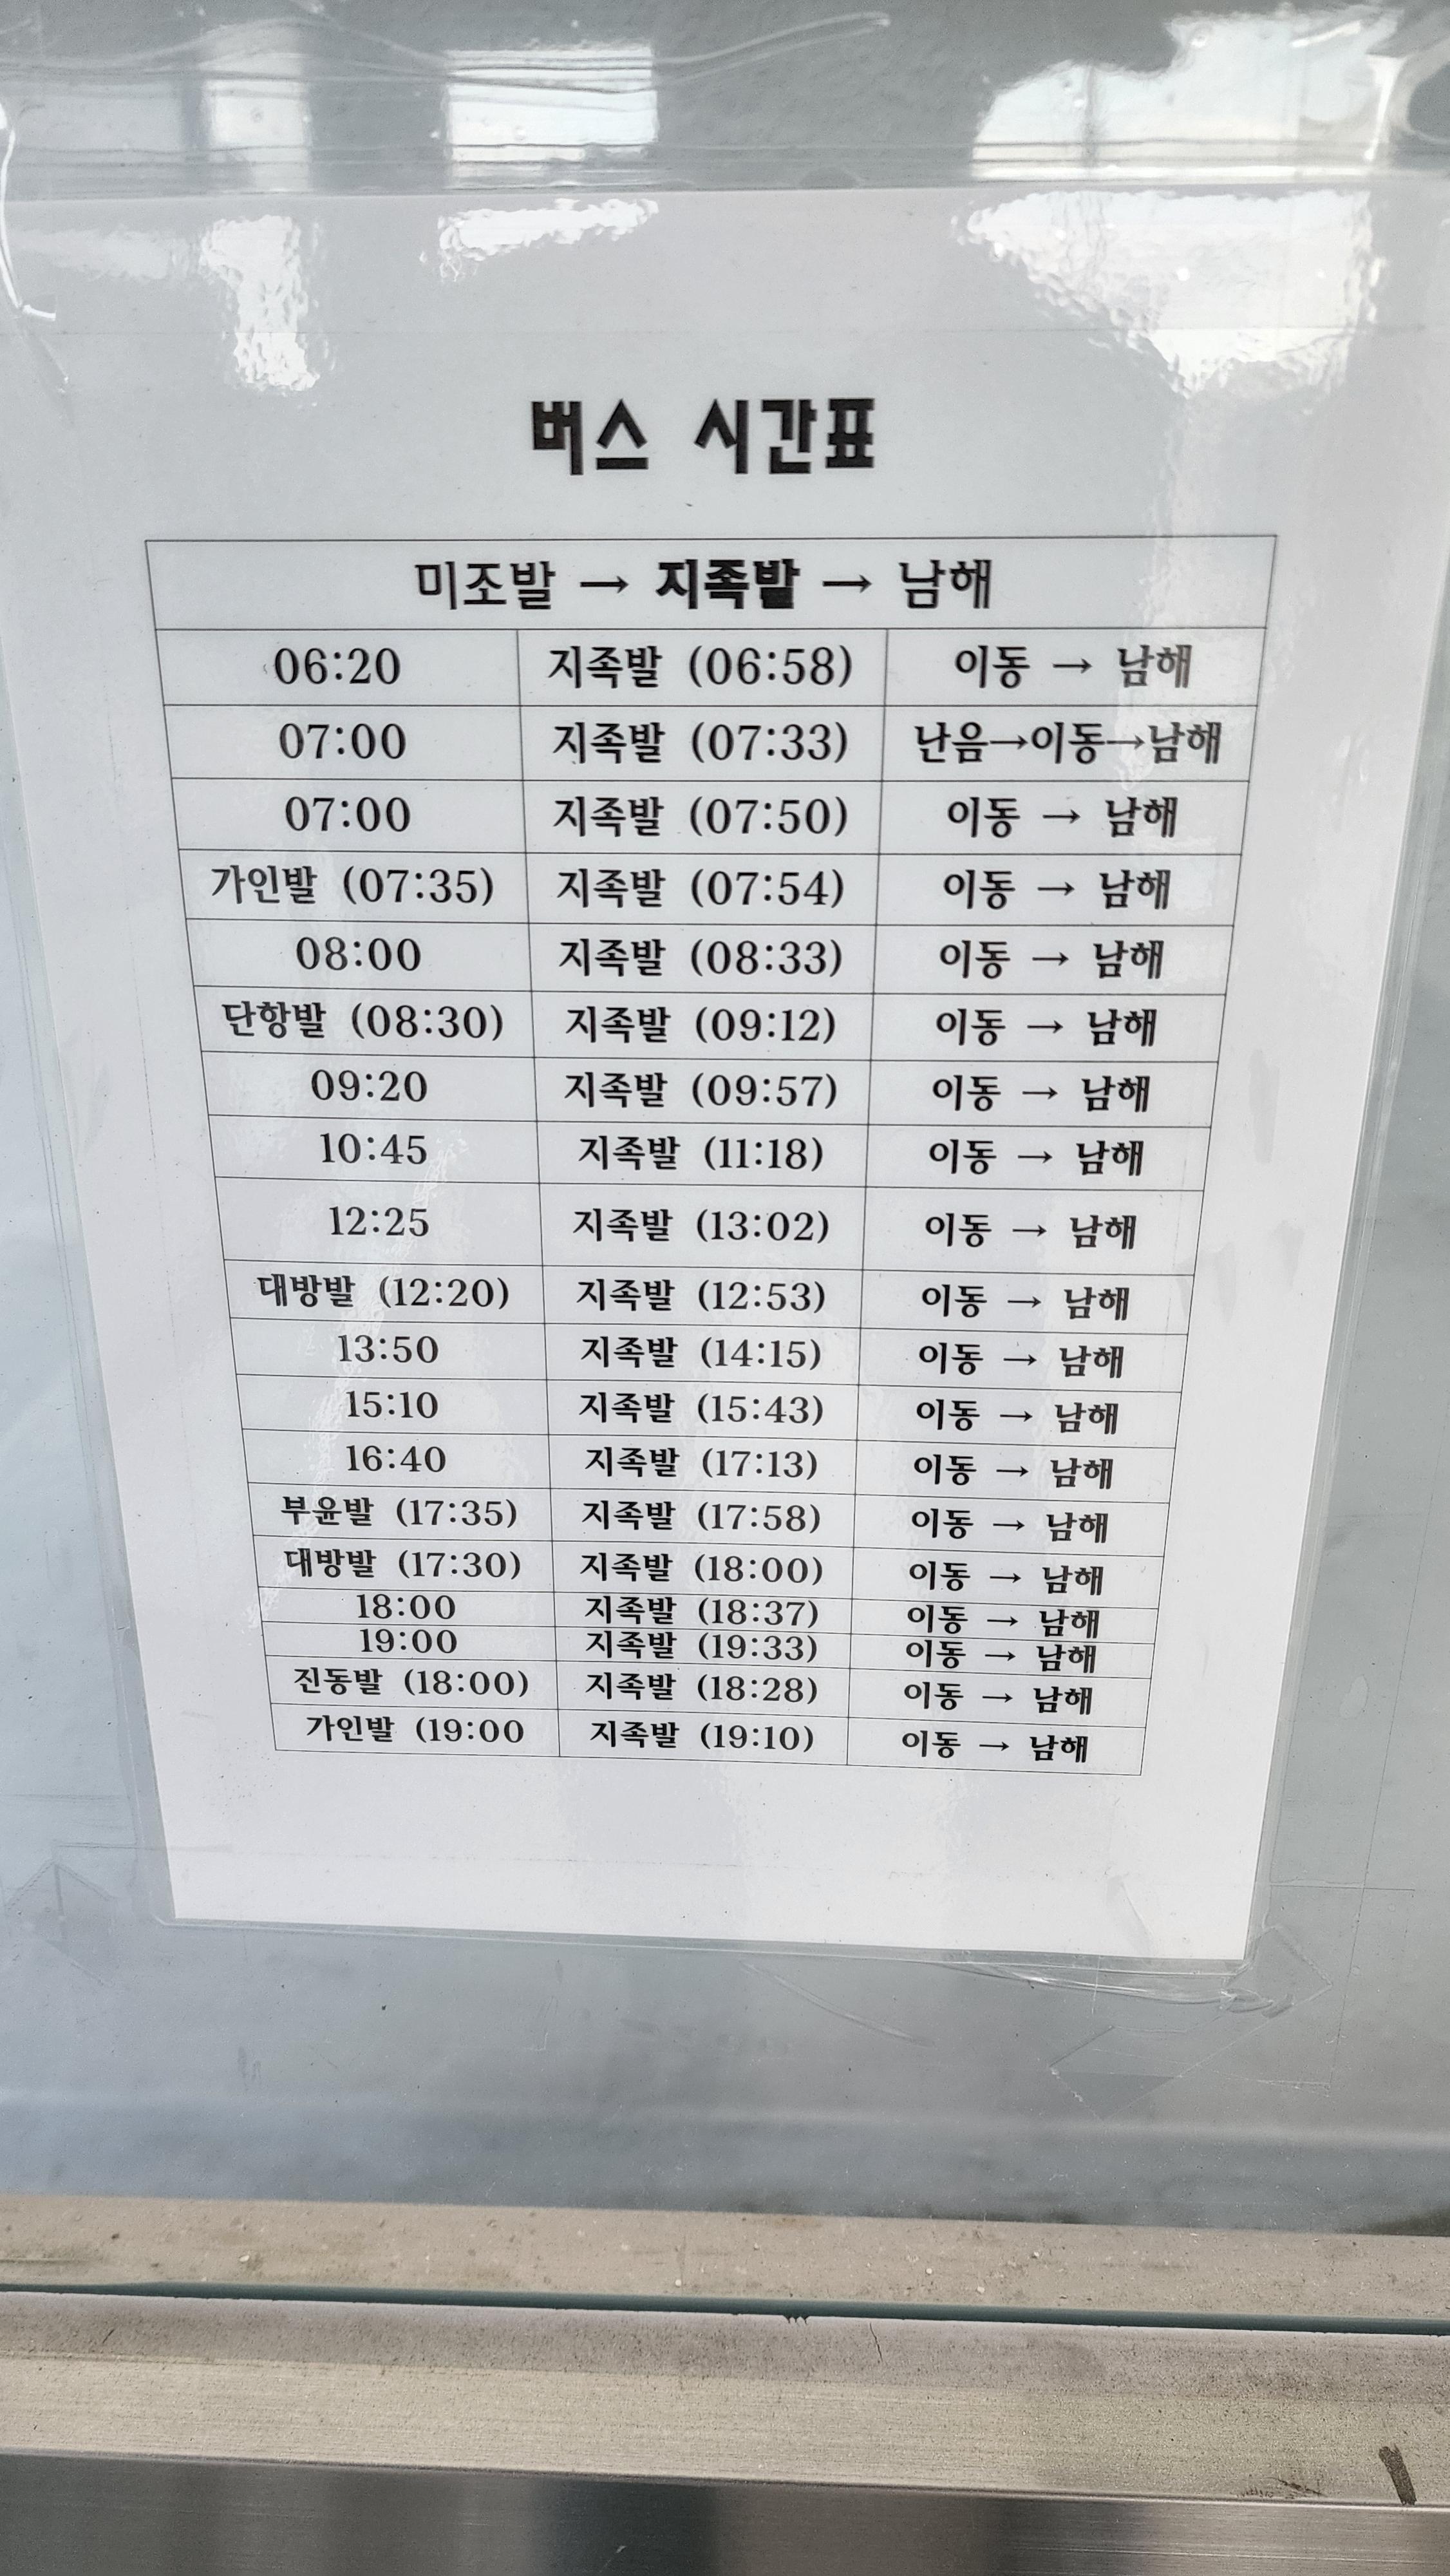 버스 시간표
미조발 → 지족발 → 남해
06:20 지족발 (06:58) 이동 → 남해
07:00 지족발 (07:33) 난음→이동→남해
07:00 지족발 (07:50) 이동 → 남해
가인발 (07:35) 지족발 (07:54) 이동 → 남해
08:00 지족발 (08:33) 이동 → 남해
단항발 (08:30) 지족발 (09:12) 이동 → 남해
09:20 지족발 (09:57) 이동 → 남해
10:45 지족발 (11:18) 이동 → 남해
12:25 지족발 (13:02) 이동 → 남해
대방발 (12:20) 지족발 (12:53) 이동 → 남해
13:50 지족발 (14:15) 이동 → 남해
15:10 지족발 (15:43) 이동 → 남해
16:40 지족발 (17:13) 이동 → 남해
부윤발 (17:35) 지족발 (17:58) 이동 → 남해
대방발 (17:30) 지족발 (18:00) 이동 → 남해
18:00 지족발 (18:37) 이동 → 남해
19:00 지족발 (19:33) 이동 → 남해
진동발 (18:00) 지족발 (18:28) 이동 → 남해
가인발 (19:00 지족발 (19:10) 이동 → 남해